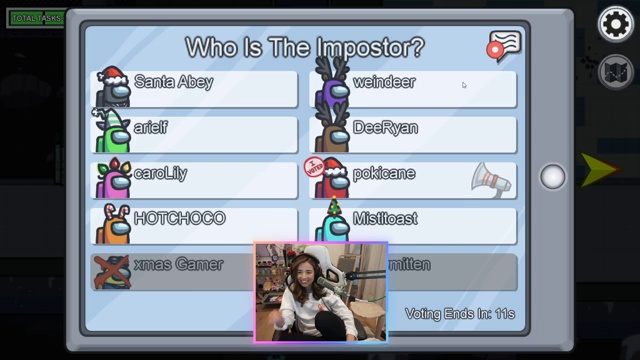 TOTAL TASKS
Who Is The Impostor?
Santa Abey
weindeer
arielf
DeeRyan
caroLily
I VOTED
pokicane
HOTCHOCO
Mistltoast
xmas Gamer
mitten
Voting Ends In: 11s